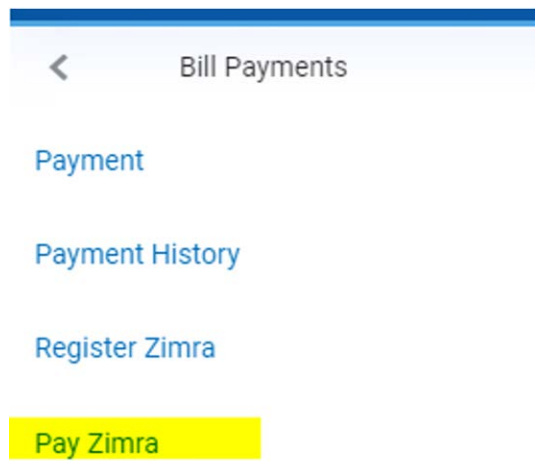 Bill Payments
Payment
Payment History
Register Zimra
Pay Zimra